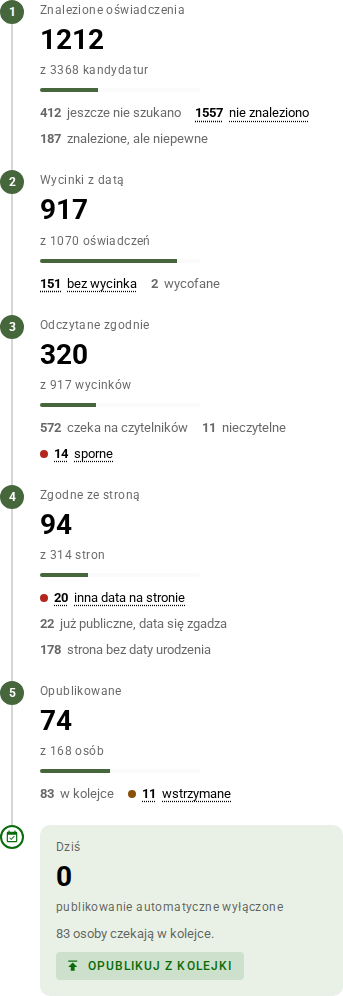 1
Znalezione oświadczenia
1212
z 3368 kandydatur
412 jeszcze nie szukano 1557 nie znaleziono
187 znalezione, ale niepewne
2
Wycinki z datą
917
z 1070 oświadczeń
151 bez wycinka 2 wycofane
3
Odczytane zgodnie
320
z 917 wycinków
572 czeka na czytelników 11 nieczytelne
14 sporne
4
Zgodne ze stroną
94
z 314 stron
20 inna data na stronie
22 już publiczne, data się zgadza
178 strona bez daty urodzenia
5
Opublikowane
74
z 168 osób
83 w kolejce 11 wstrzymane
Dziś
0
publikowanie automatyczne wyłączone
83 osoby czekają w kolejce.
OPUBLIKUJ Z KOLEJKI